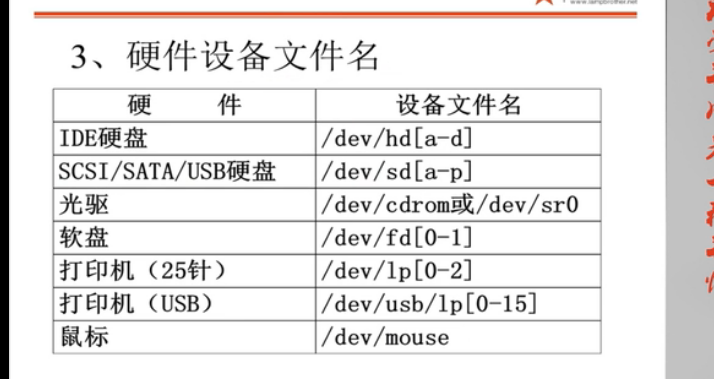 www.lampbrother.net
3、硬件设备文件名
硬 件 设备文件名
IDE硬盘 /dev/hd[a-d]
SCSI/SATA/USB硬盘 /dev/sd[a-p]
光驱 /dev/cdrom或/dev/sr0
软盘 /dev/fd[0-1]
打印机（25针） /dev/lp[0-2]
打印机（USB） /dev/usb/lp[0-15]
鼠标 /dev/mouse